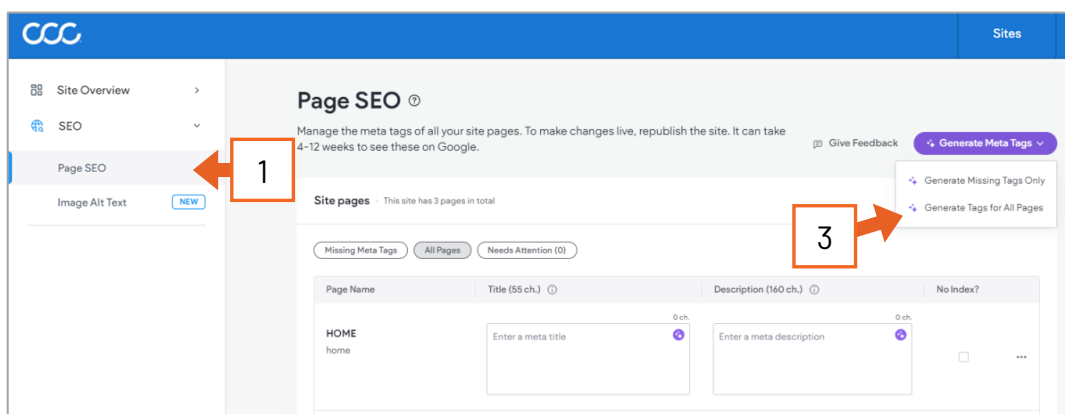 CCC
Sites
Site Overview
SEO
Page SEO
Image Alt Text NEW
1
Page SEO
Manage the meta tags of all your site pages. To make changes live, republish the site. It can take
4-12 weeks to see these on Google.
Give Feedback
Generate Meta Tags
Generate Missing Tags Only
Generate Tags for All Pages
3
Site pages · This site has 3 pages in total
Missing Meta Tags All Pages Needs Attention (0)
Page Name Title (55 ch.) Description (160 ch.) No Index?
0 ch. 0 ch.
HOME Enter a meta title Enter a meta description
home